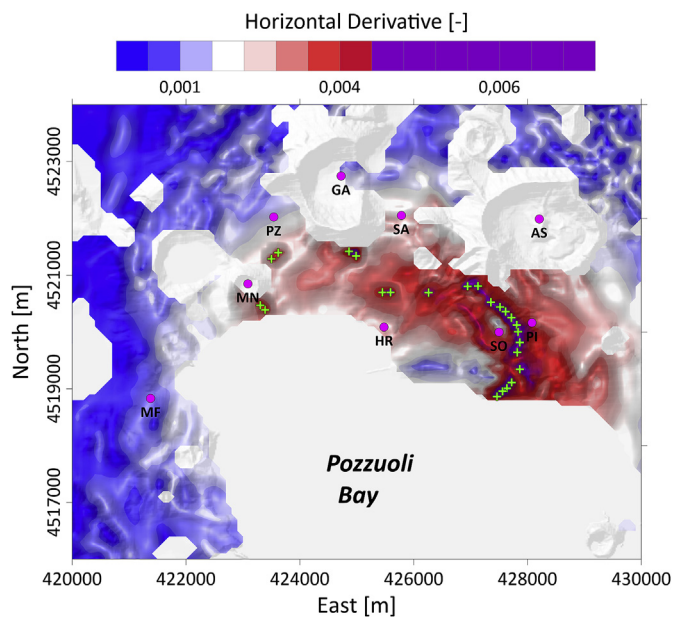 Horizontal Derivative [-]
0,001 0,004 0,006
4523000
4521000
4519000
4517000
North [m]
GA
PZ
SA
AS
MN
HR
SO
Pi
MF
Pozzuoli
Bay
420000 422000 424000 426000 428000 430000
East [m]